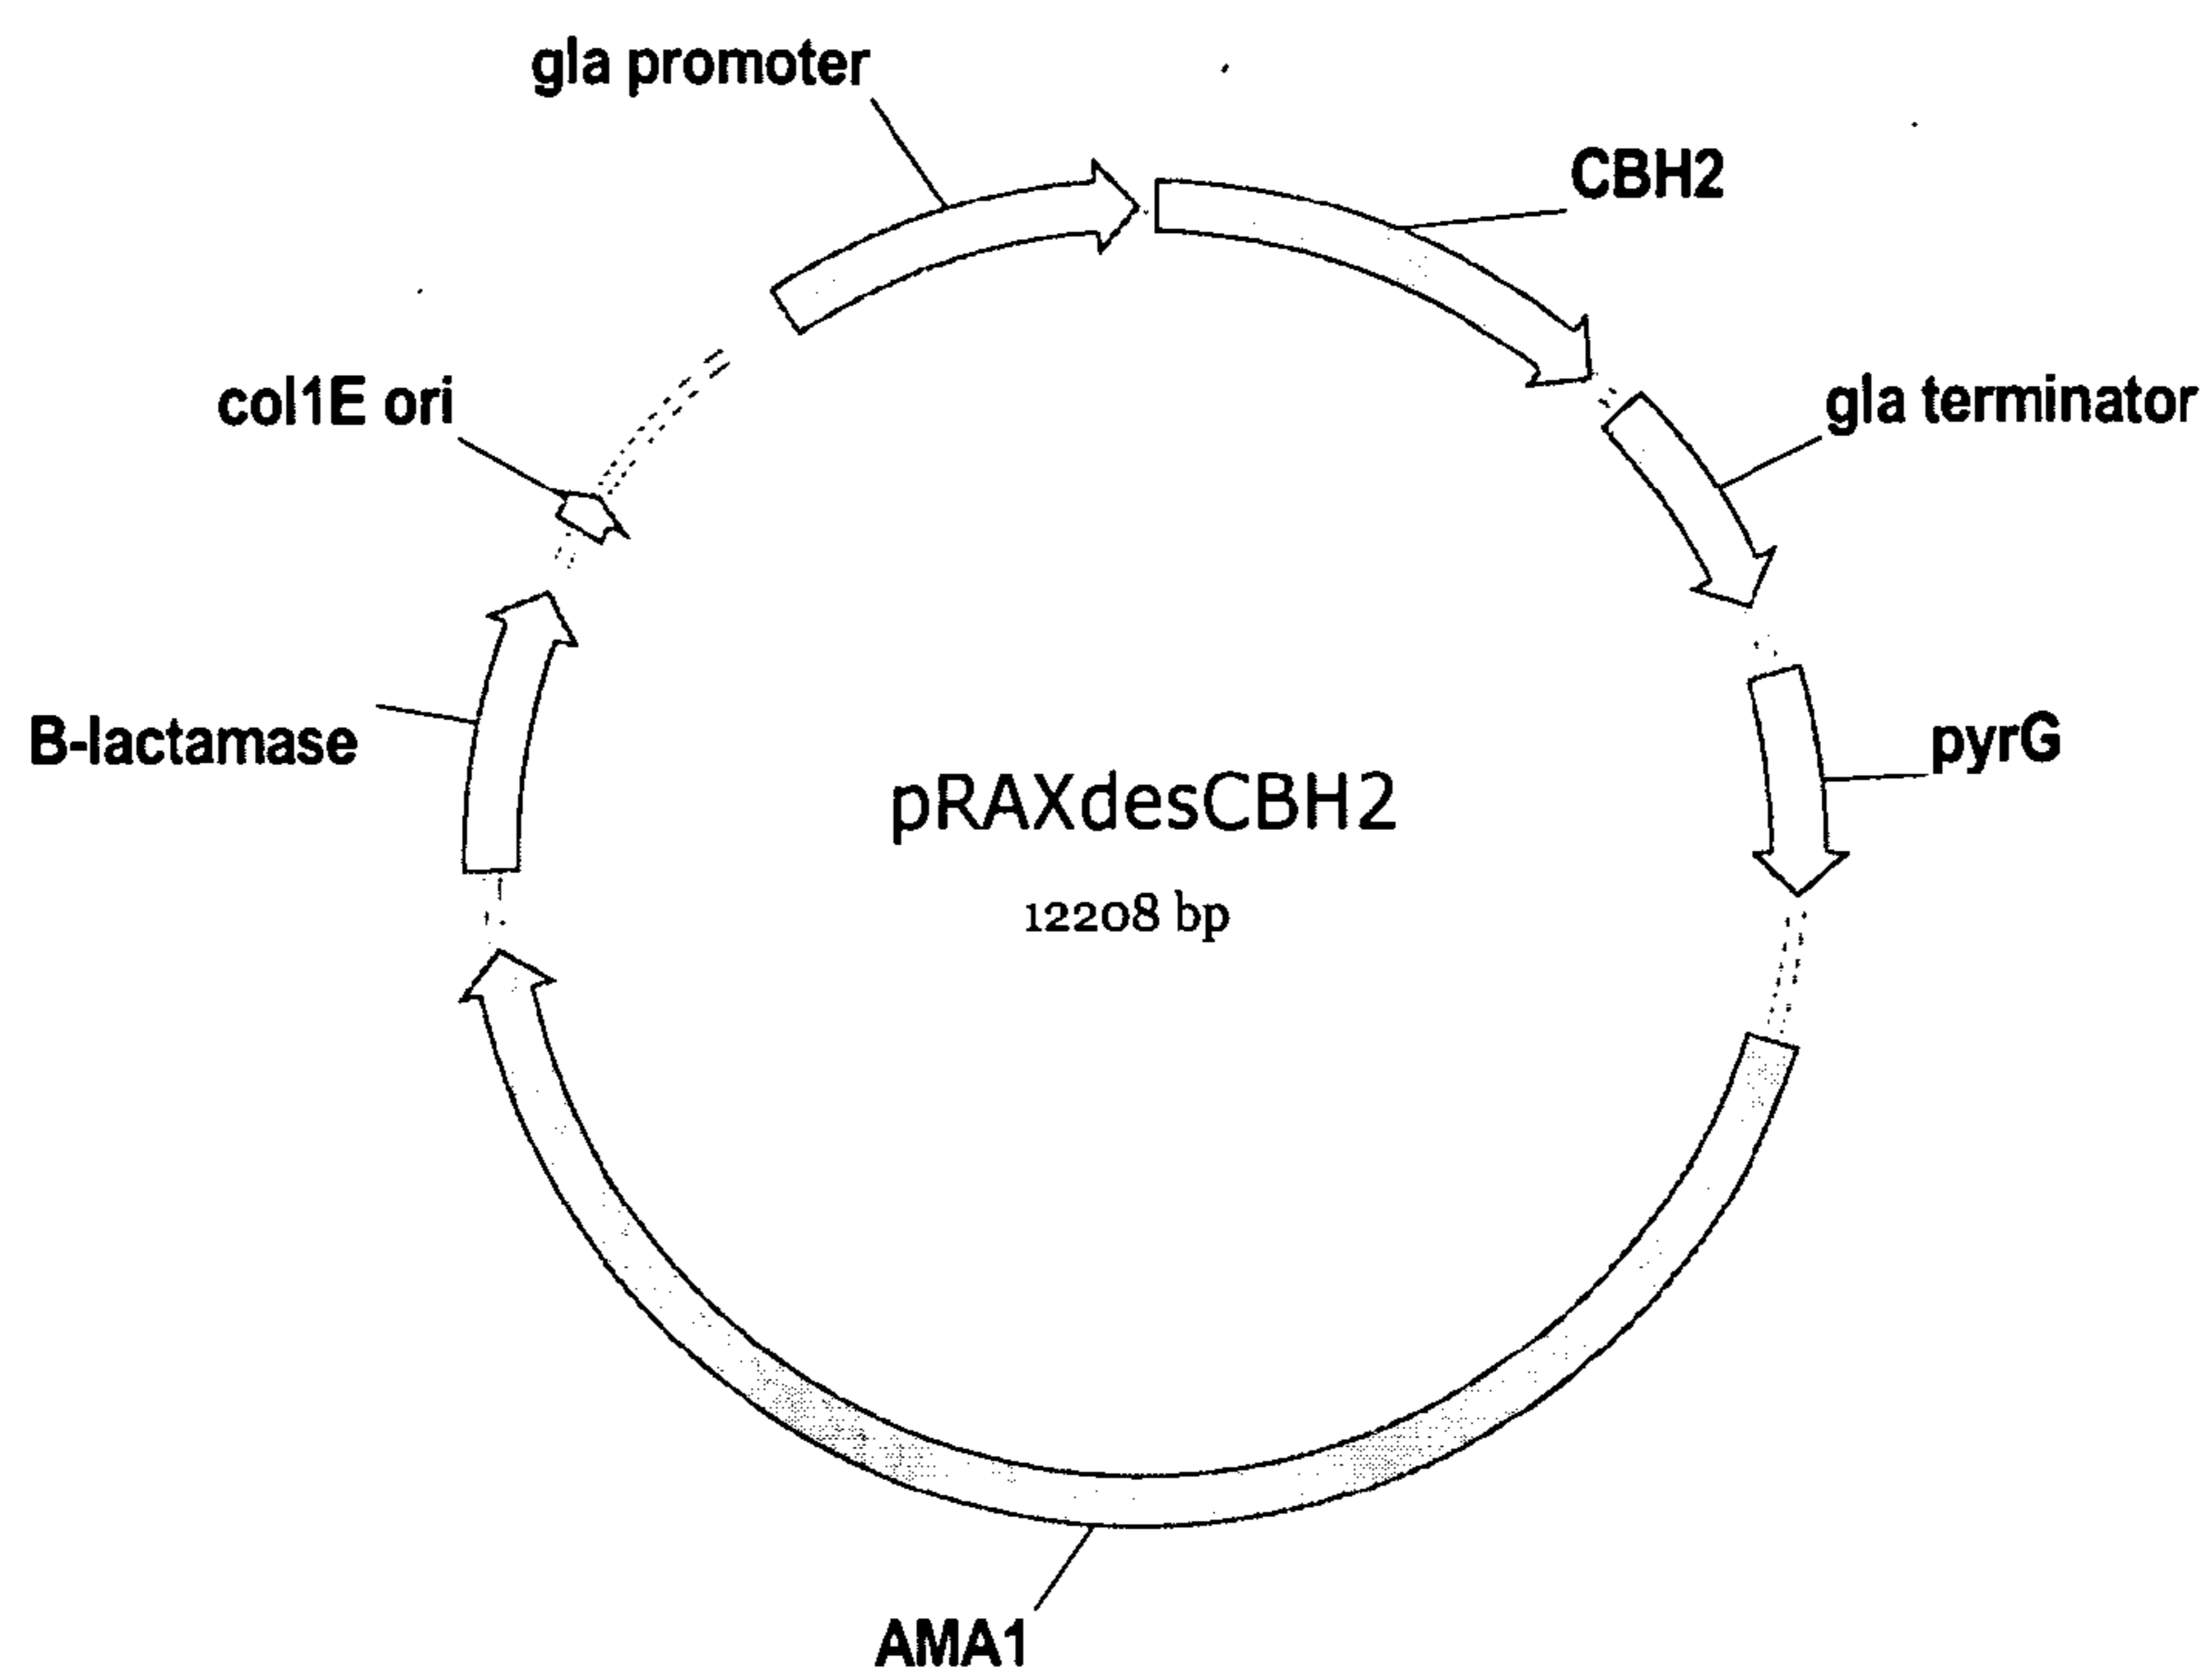 gla promoter
CBH2
col1E ori
gla terminator
B-lactamase
pyrG
pRAXdesCBH2
12208 bp
AMA1